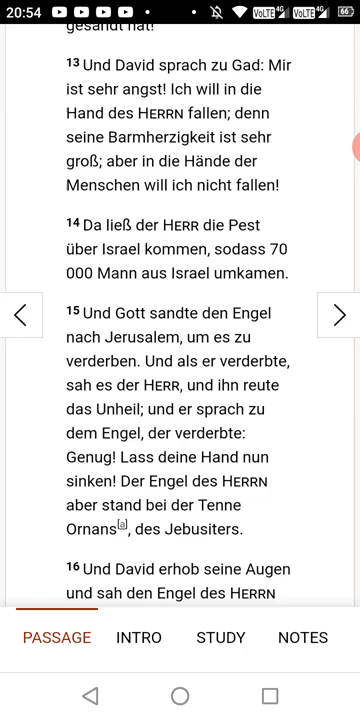 20:54
VoLTE 4G VoLTE 4G 66
gesandt hat!
13 Und David sprach zu Gad: Mir
ist sehr angst! Ich will in die
Hand des HERRN fallen; denn
seine Barmherzigkeit ist sehr
groß; aber in die Hände der
Menschen will ich nicht fallen!
14 Da ließ der HERR die Pest
über Israel kommen, sodass 70
000 Mann aus Israel umkamen.
15 Und Gott sandte den Engel
nach Jerusalem, um es zu
verderben. Und als er verderbte,
sah es der HERR, und ihn reute
das Unheil; und er sprach zu
dem Engel, der verderbte:
Genug! Lass deine Hand nun
sinken! Der Engel des HERRN
aber stand bei der Tenne
Ornans[a], des Jebusiters.
16 Und David erhob seine Augen
und sah den Engel des HERRN
PASSAGE INTRO STUDY NOTES